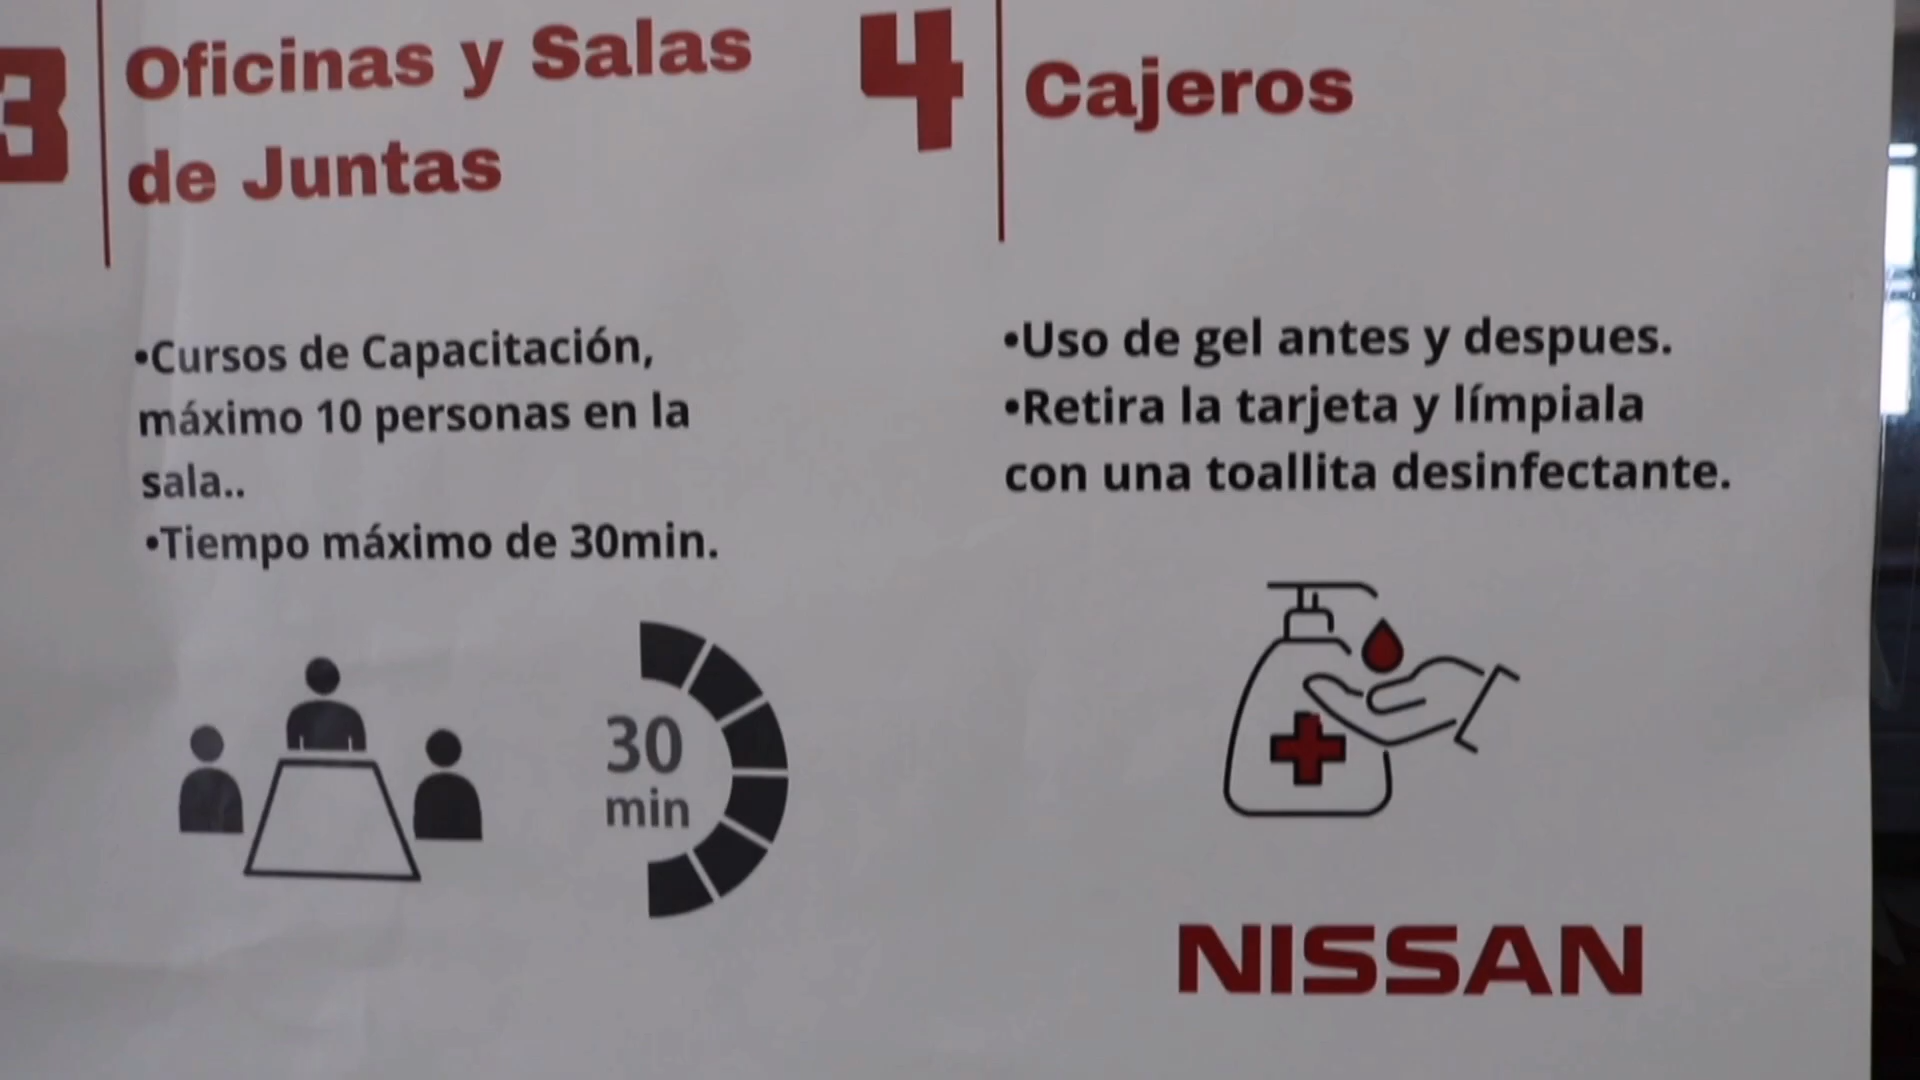 3
Oficinas y Salas
de Juntas
•Cursos de Capacitación,
máximo 10 personas en la
sala..
•Tiempo máximo de 30min.
30
min
4
Cajeros
•Uso de gel antes y despues.
•Retira la tarjeta y límpiala
con una toallita desinfectante.
NISSAN